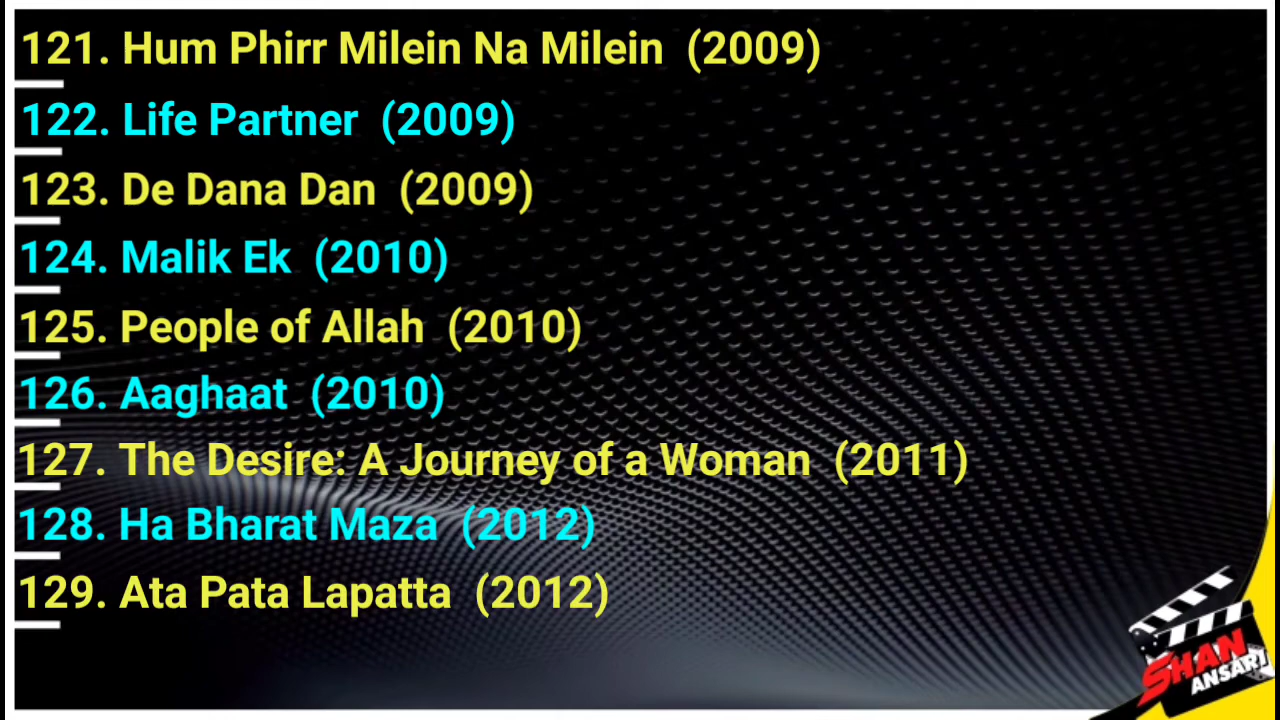 121. Hum Phirr Milein Na Milein (2009)
122. Life Partner (2009)
123. De Dana Dan (2009)
124. Malik Ek (2010)
125. People of Allah (2010)
126. Aaghaat (2010)
127. The Desire: A Journey of a Woman (2011)
128. Ha Bharat Maza (2012)
129. Ata Pata Lapatta (2012)
SHAN
ANSARI